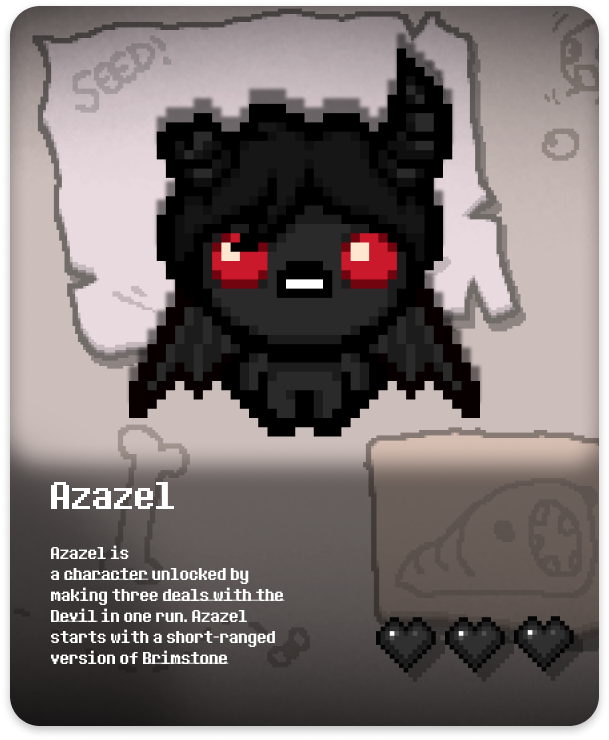 SEED!
Azazel
Azazel is
a character unlocked by
making three deals with the
Devil in one run. Azazel
starts with a short-ranged
version of Brimstone